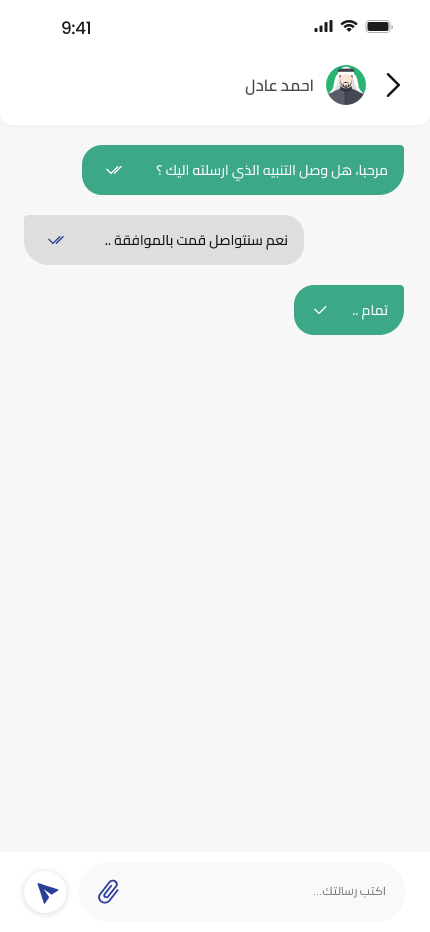 9:41
احمد عادل
مرحبا، هل وصل التنبيه الذي ارسلته اليك ؟
نعم سنتواصل قمت بالموافقة ..
تمام ..
اكتب رسالتك...